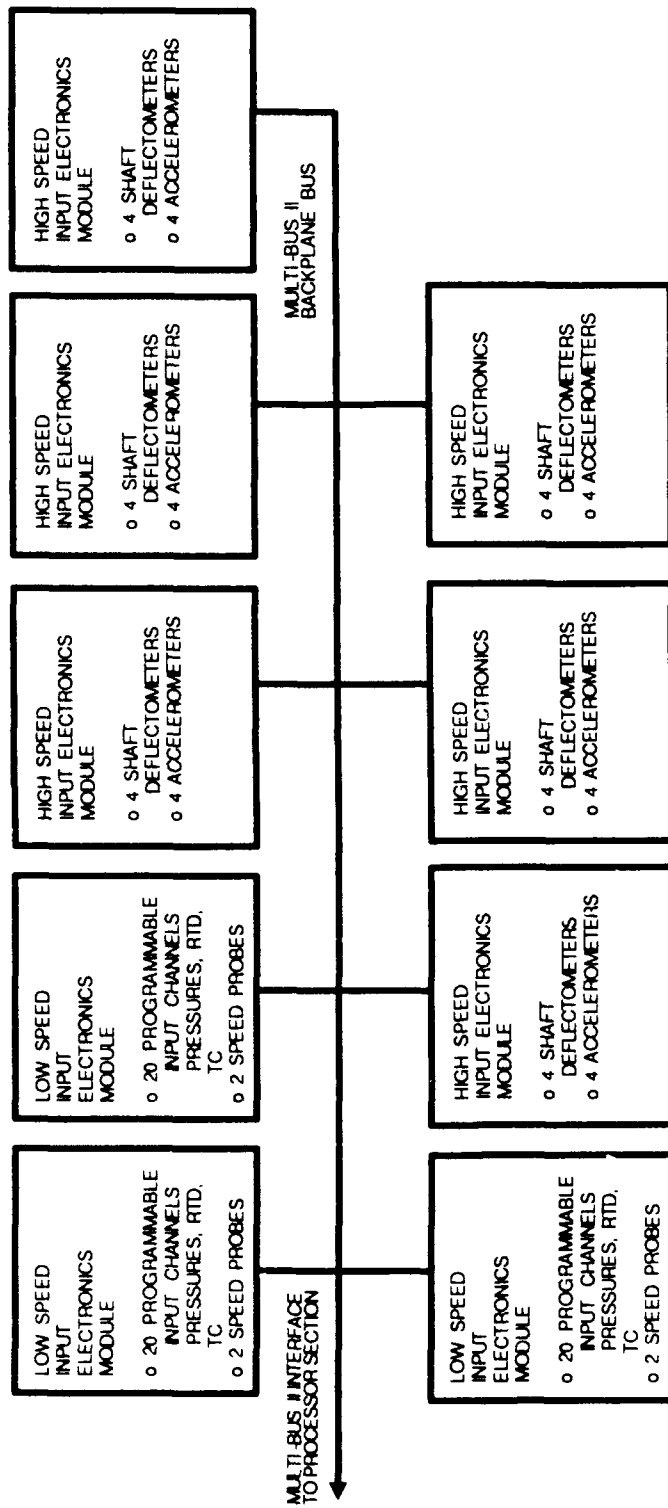 LOW SPEED
INPUT
ELECTRONICS
MODULE
o 20 PROGRAMMABLE
INPUT CHANNELS
PRESSURES, RTD,
TC
o 2 SPEED PROBES
LOW SPEED
INPUT
ELECTRONICS
MODULE
o 20 PROGRAMMABLE
INPUT CHANNELS
PRESSURES, RTD,
TC
o 2 SPEED PROBES
HIGH SPEED
INPUT ELECTRONICS
MODULE
o 4 SHAFT
DEFLECTOMETERS
o 4 ACCELEROMETERS
HIGH SPEED
INPUT ELECTRONICS
MODULE
o 4 SHAFT
DEFLECTOMETERS
o 4 ACCELEROMETERS
HIGH SPEED
INPUT ELECTRONICS
MODULE
o 4 SHAFT
DEFLECTOMETERS
o 4 ACCELEROMETERS
MULTI-BUS II INTERFACE
TO PROCESSOR SECTION
MULTI-BUS II
BACKPLANE BUS
LOW SPEED
INPUT
ELECTRONICS
MODULE
o 20 PROGRAMMABLE
INPUT CHANNELS
PRESSURES, RTD,
TC
o 2 SPEED PROBES
HIGH SPEED
INPUT ELECTRONICS
MODULE
o 4 SHAFT
DEFLECTOMETERS
o 4 ACCELEROMETERS
HIGH SPEED
INPUT ELECTRONICS
MODULE
o 4 SHAFT
DEFLECTOMETERS
o 4 ACCELEROMETERS
HIGH SPEED
INPUT ELECTRONICS
MODULE
o 4 SHAFT
DEFLECTOMETERS
o 4 ACCELEROMETERS